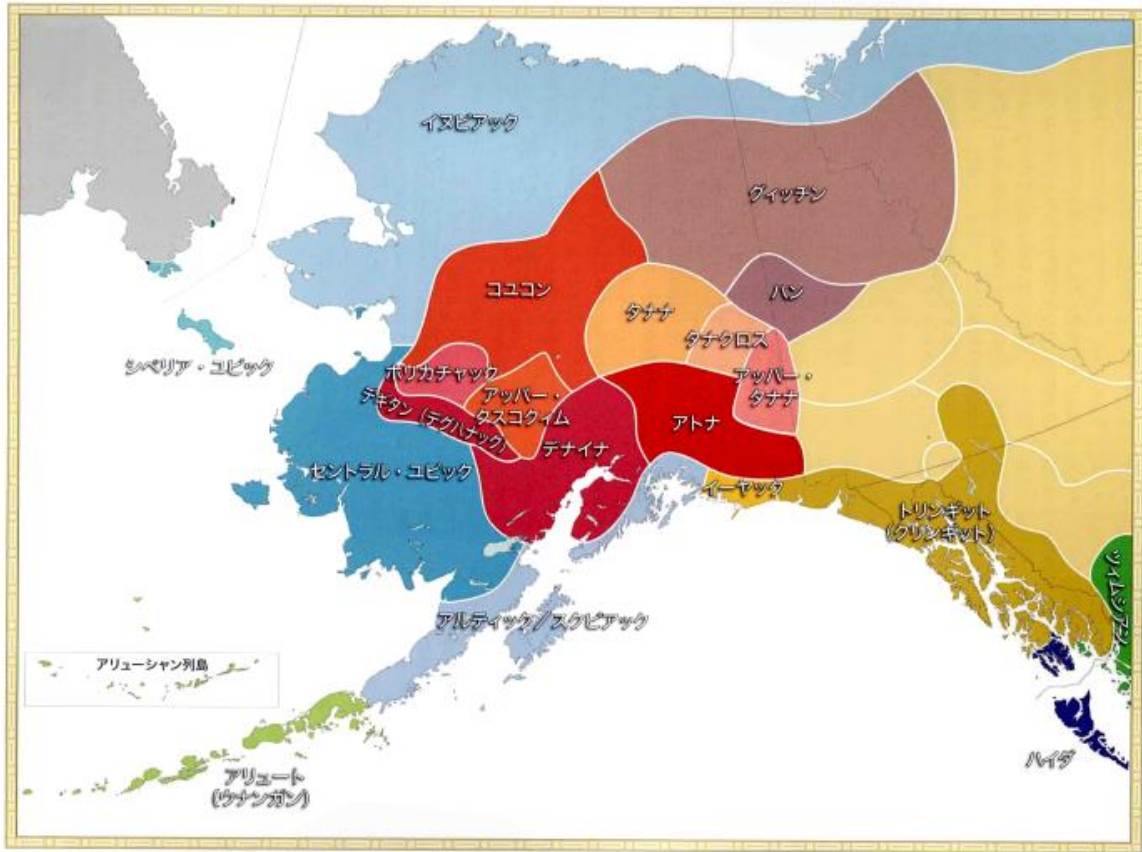 イヌピアック
グィッチン
コユコン
ハン
タナナ
タナクロス
シベリア・ユピック
ホリカチャック
アッパー・
タナナ
アッパー・
クスコクィム
デギタン（デグハナック）
アトナ
デナイナ
セントラル・ユピック
イーヤック
トリンギット
(クリンギット)
ツィムシアン
アルティック／スクピアック
アリューシャン列島
ハイダ
アリュート
(ウナンガン)